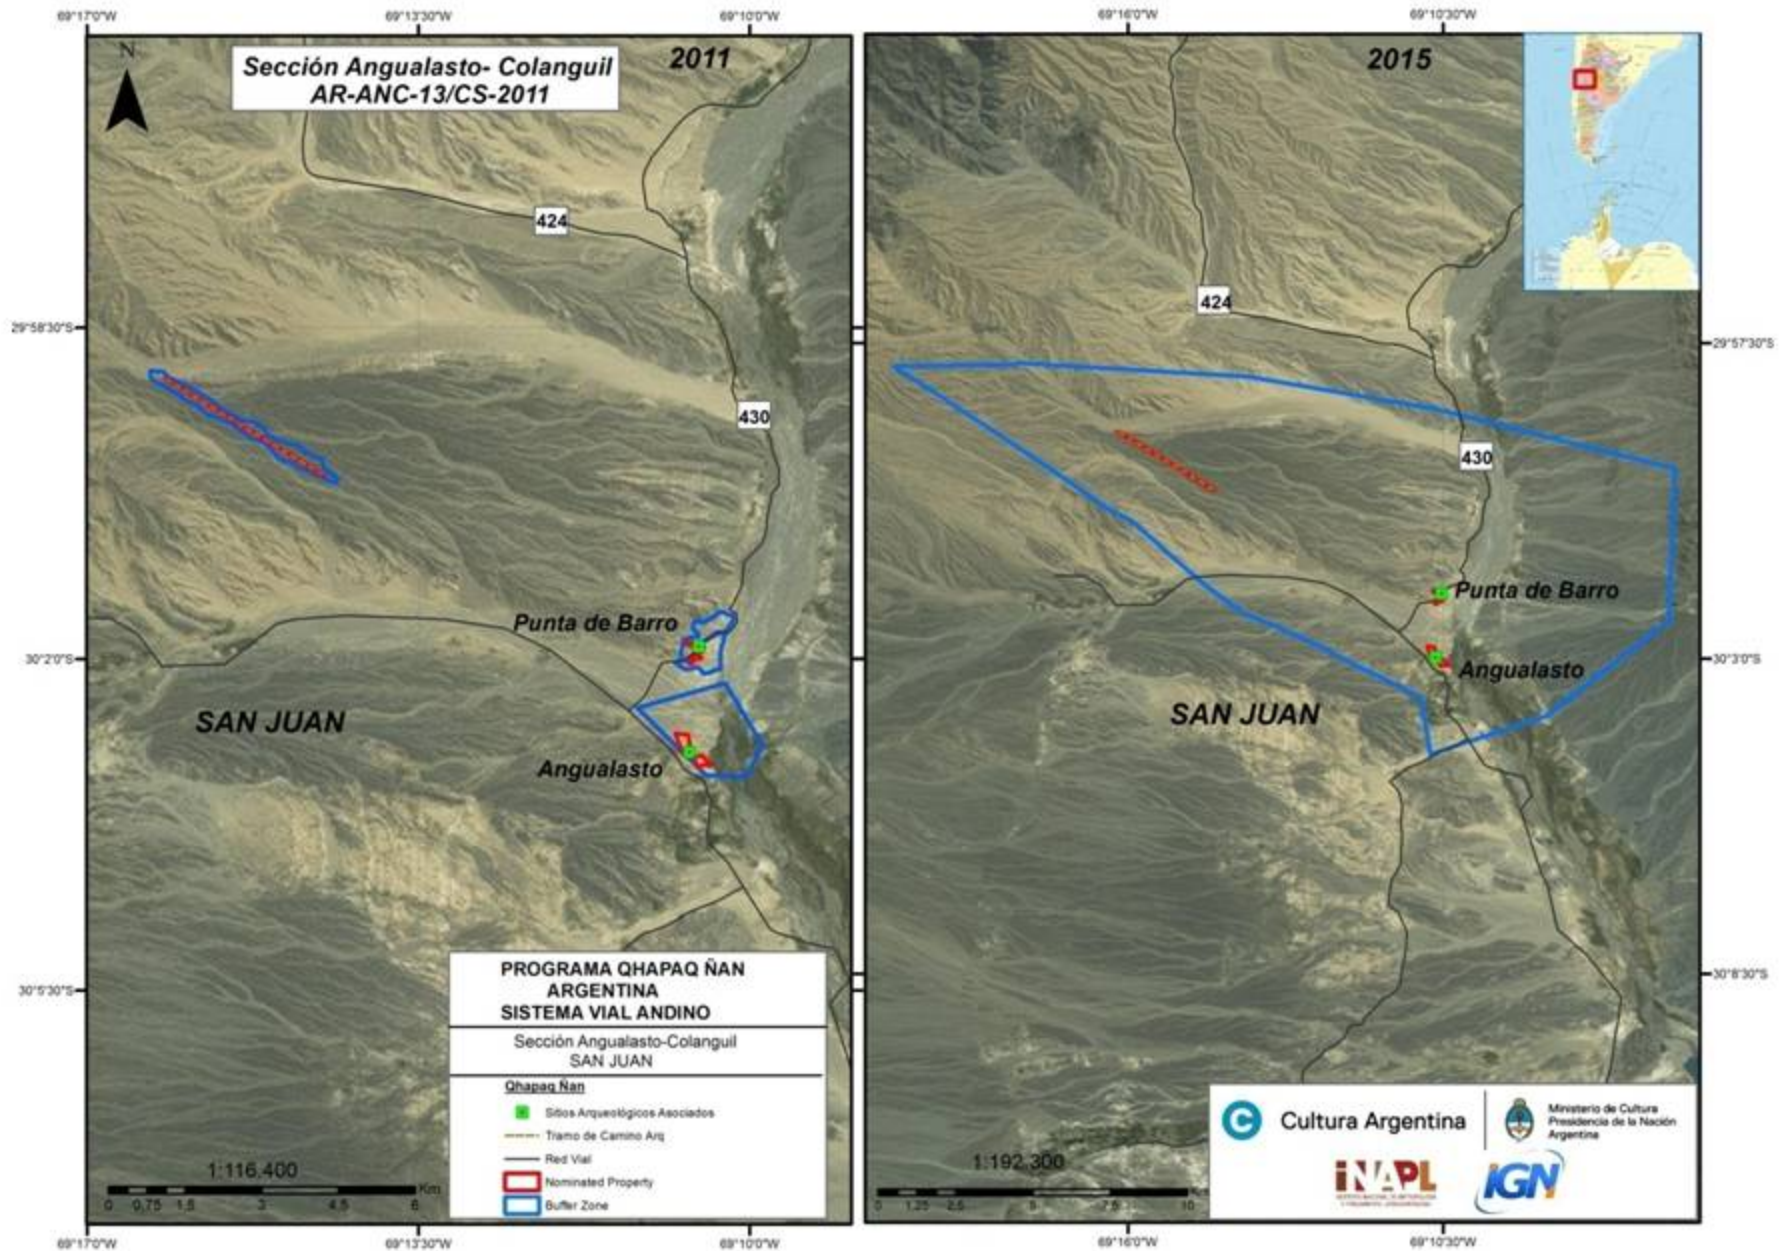 69°17'0"W
69°13'30"W
69°10'0"W
69°16'0"W
69°10'30"W
N
Sección Angualasto- Colanguil
AR-ANC-13/CS-2011
2011
2015
424
424
29°58'30"S
29°57'30"S
430
430
Punta de Barro
Punta de Barro
30°2'0"S
30°3'0"S
Angualasto
SAN JUAN
SAN JUAN
Angualasto
PROGRAMA QHAPAQ ÑAN
ARGENTINA
SISTEMA VIAL ANDINO
Sección Angualasto-Colanguil
SAN JUAN
Qhapaq Ñan
Sitios Arqueológicos Asociados
Tramo de Camino Arq
Red Vial
Nominated Property
Buffer Zone
30°5'30"S
30°8'30"S
1:116.400
Km
0 0,75 1,5 3 4,5 6
1:192.300
0 1,25 2,5 5 7,5 10
C Cultura Argentina
Ministerio de Cultura
Presidencia de la Nación
Argentina
iNAPL
IGN
69°17'0"W
69°13'30"W
69°10'0"W
69°16'0"W
69°10'30"W